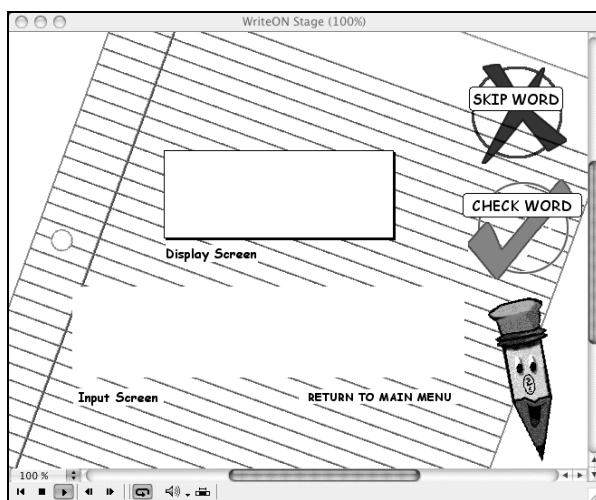 WriteON Stage (100%)
SKIP WORD
CHECK WORD
Display Screen
Input Screen
RETURN TO MAIN MENU
100 %